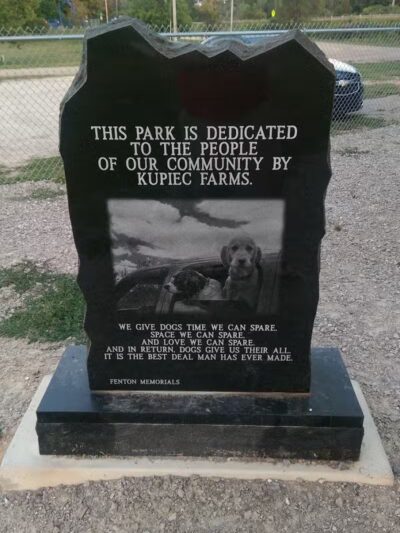 THIS PARK IS DEDICATED
TO THE PEOPLE
OF OUR COMMUNITY BY
KUPIEC FARMS.
WE GIVE DOGS TIME WE CAN SPARE.
SPACE WE CAN SPARE.
AND LOVE WE CAN SPARE.
AND IN RETURN, DOGS GIVE US THEIR ALL.
IT IS THE BEST DEAL MAN HAS EVER MADE.
FENTON MEMORIALS